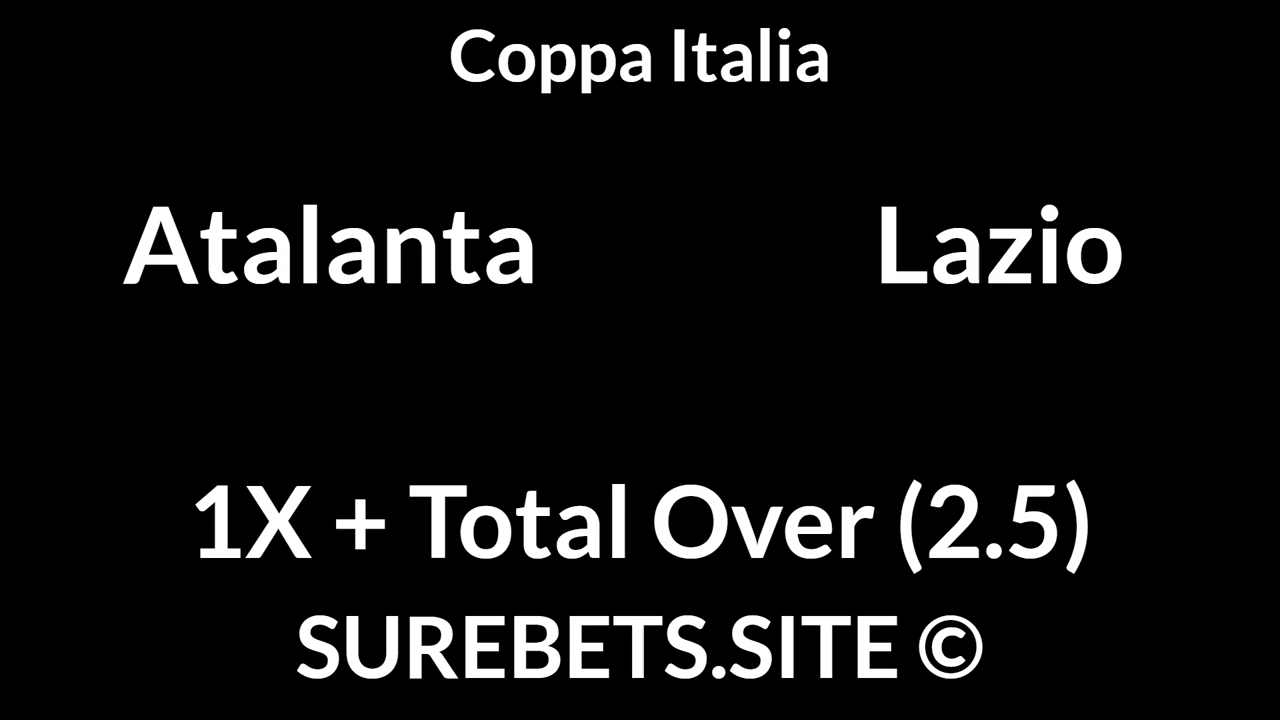 Coppa Italia
Atalanta Lazio
1X + Total Over (2.5)
SUREBETS.SITE ©